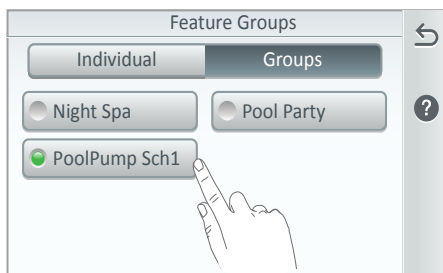 Feature Groups
Individual
Groups
Night Spa
Pool Party
PoolPump Sch1
?